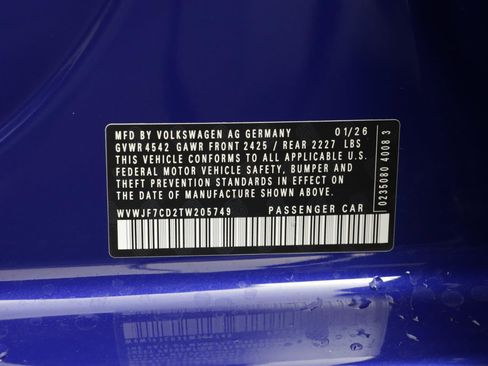 MFD BY VOLKSWAGEN AG GERMANY 01/26
GVWR 4542 GAWR FRONT 2425 / REAR 2227 LBS
THIS VEHICLE CONFORMS TO ALL APPLICABLE U.S.
FEDERAL MOTOR VEHICLE SAFETY, BUMPER AND
THEFT PREVENTION STANDARDS IN EFFECT ON
THE DATE OF MANUFACTURE SHOWN ABOVE.
WVWJF7CD2TW205749 PASSENGER CAR
0235080 4008 3